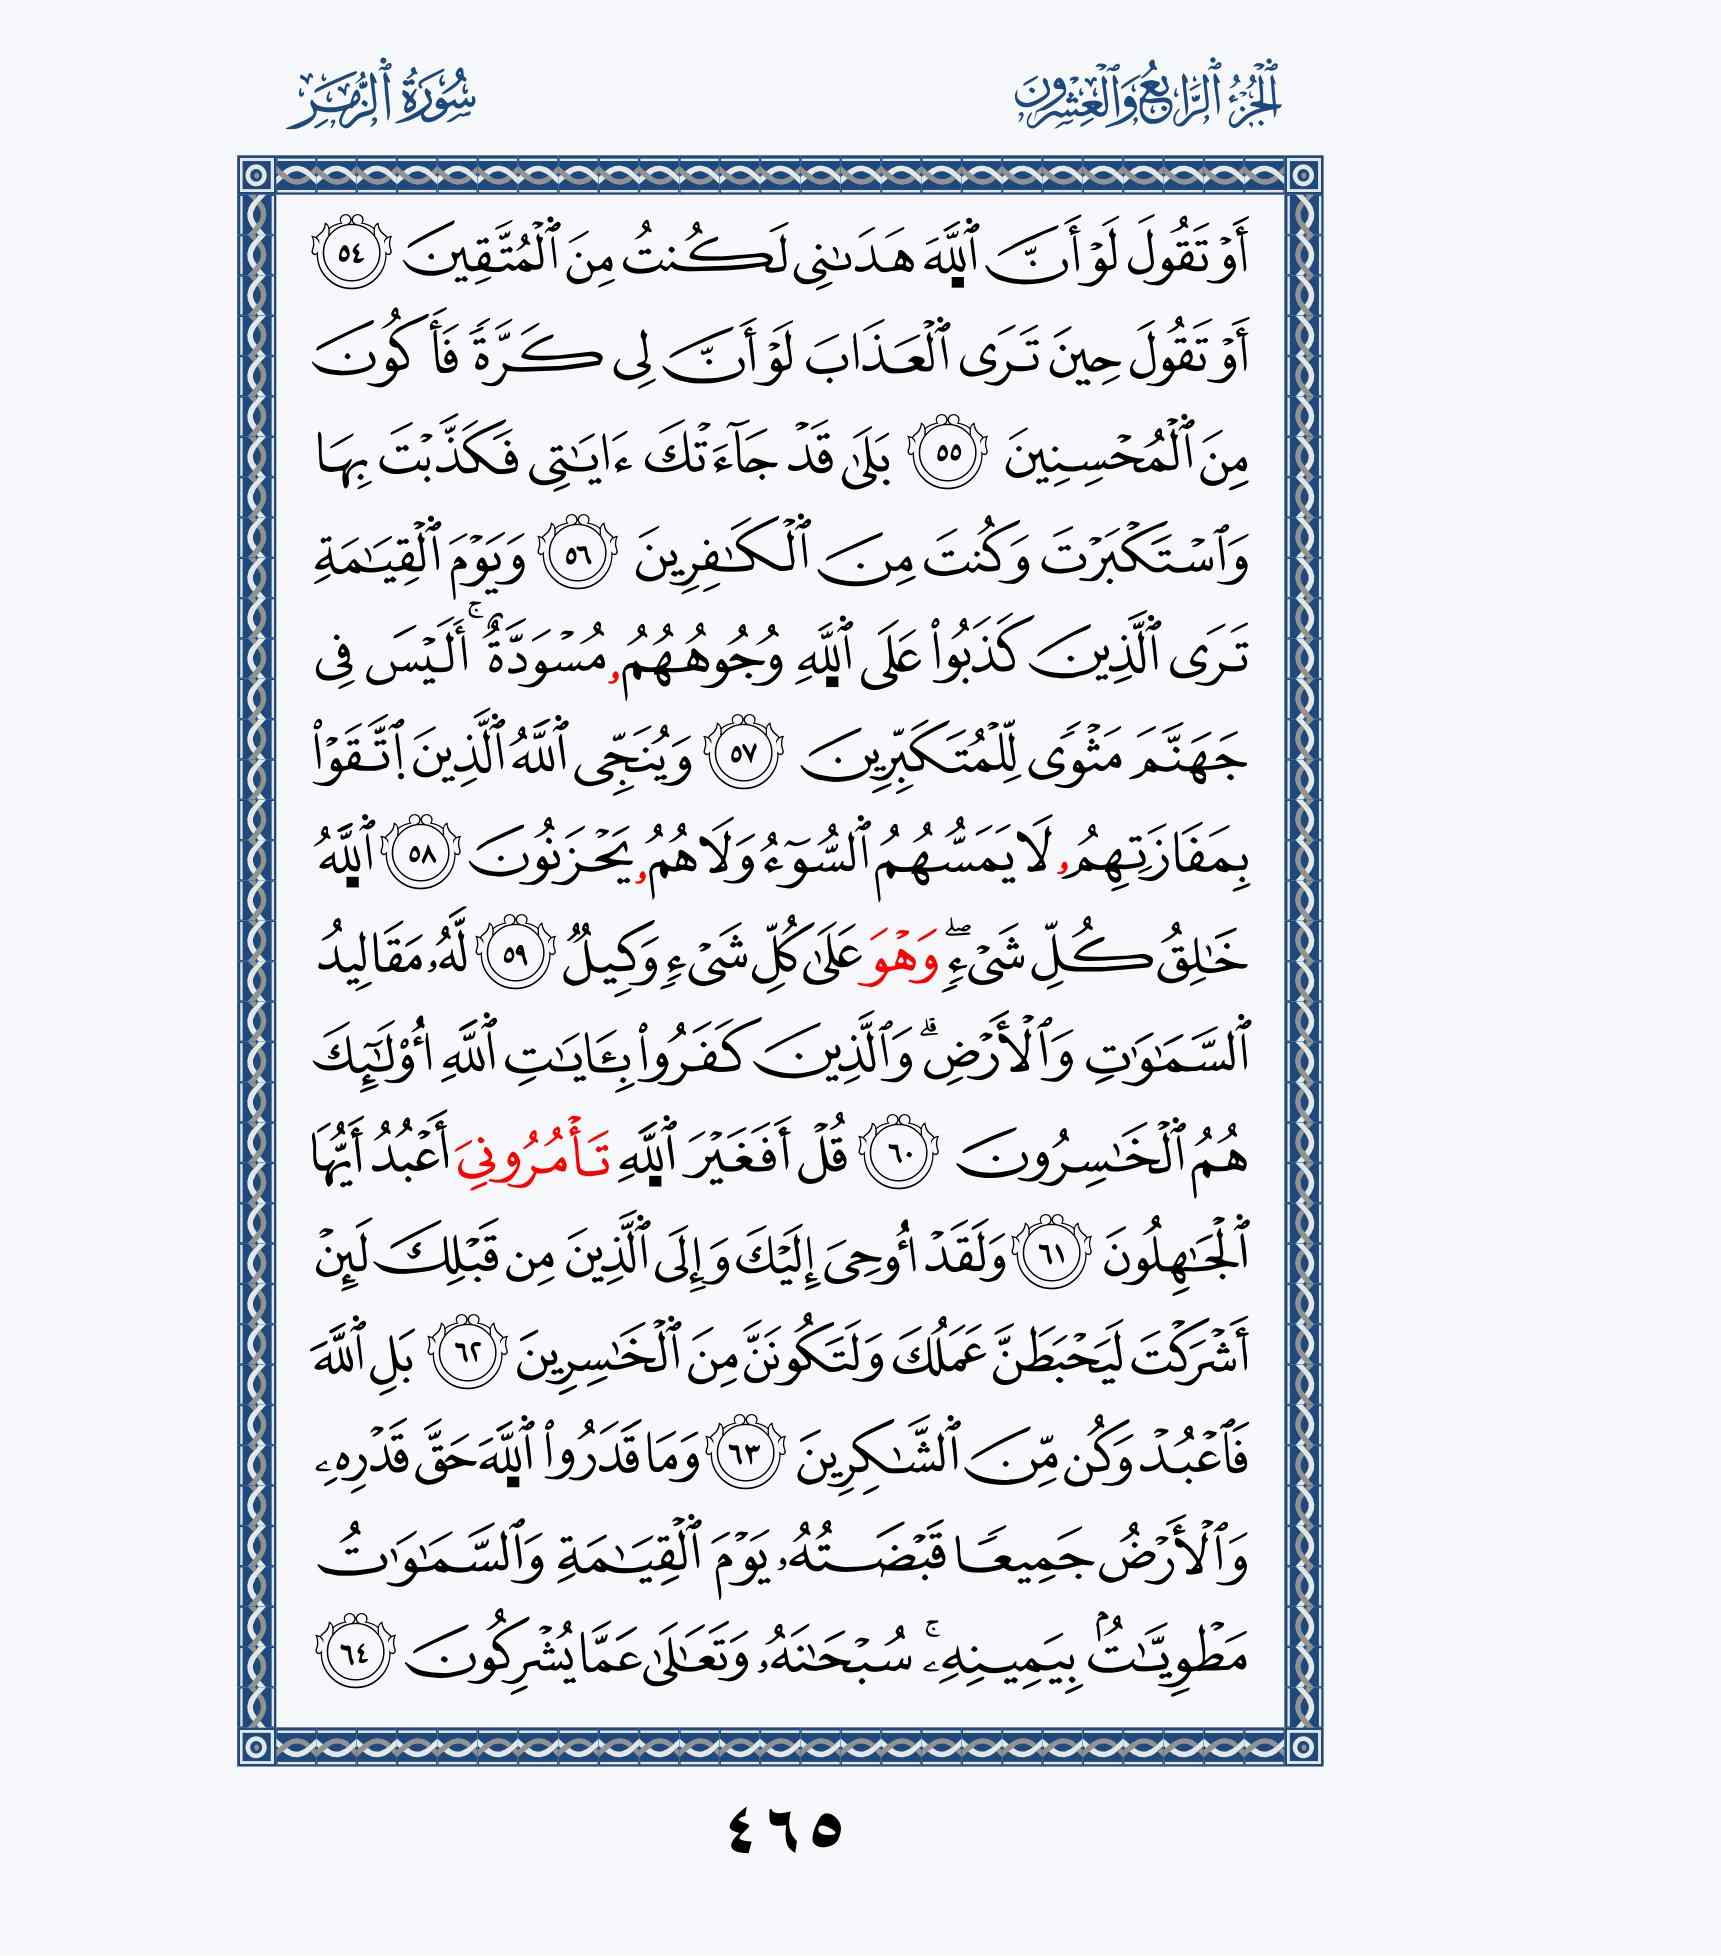 ٱلْجُزْءُ ٱلرَّابِعُ وَٱلْعِشْرُونَ
سُورَةُ ٱلزُّمَرِ
أَوْ تَقُولَ لَوْ أَنَّ ٱللَّهَ هَدَىٰنِى لَكُنتُ مِنَ ٱلْمُتَّقِينَ ٥٤
أَوْ تَقُولَ حِينَ تَرَى ٱلْعَذَابَ لَوْ أَنَّ لِى كَرَّةً فَأَكُونَ
مِنَ ٱلْمُحْسِنِينَ ٥٥ بَلَىٰ قَدْ جَآءَتْكَ ءَايَٰتِى فَكَذَّبْتَ بِهَا
وَٱسْتَكْبَرْتَ وَكُنتَ مِنَ ٱلْكَٰفِرِينَ ٥٦ وَيَوْمَ ٱلْقِيَٰمَةِ
تَرَى ٱلَّذِينَ كَذَبُوا۟ عَلَى ٱللَّهِ وُجُوهُهُمُۥ مُسْوَدَّةٌ ۚ أَلَيْسَ فِى
جَهَنَّمَ مَثْوًى لِّلْمُتَكَبِّرِينَ ٥٧ وَيُنَجِّى ٱللَّهُ ٱلَّذِينَ ٱتَّقَوْا۟
بِمَفَازَتِهِمُۥ لَا يَمَسُّهُمُ ٱلسُّوٓءُ وَلَا هُمُۥ يَحْزَنُونَ ٥٨ ٱللَّهُ
خَٰلِقُ كُلِّ شَىْءٍ ۖ وَهْوَ عَلَىٰ كُلِّ شَىْءٍ وَكِيلٌ ٥٩ لَّهُۥ مَقَالِيدُ
ٱلسَّمَٰوَٰتِ وَٱلْأَرْضِ ۗ وَٱلَّذِينَ كَفَرُوا۟ بِـَٔايَٰتِ ٱللَّهِ أُو۟لَٰٓئِكَ
هُمُ ٱلْخَٰسِرُونَ ٦٠ قُلْ أَفَغَيْرَ ٱللَّهِ تَأْمُرُونِىَ أَعْبُدُ أَيُّهَا
ٱلْجَٰهِلُونَ ٦١ وَلَقَدْ أُوحِىَ إِلَيْكَ وَإِلَى ٱلَّذِينَ مِن قَبْلِكَ لَئِنْ
أَشْرَكْتَ لَيَحْبَطَنَّ عَمَلُكَ وَلَتَكُونَنَّ مِنَ ٱلْخَٰسِرِينَ ٦٢ بَلِ ٱللَّهَ
فَٱعْبُدْ وَكُن مِّنَ ٱلشَّٰكِرِينَ ٦٣ وَمَا قَدَرُوا۟ ٱللَّهَ حَقَّ قَدْرِهِۦ
وَٱلْأَرْضُ جَمِيعًا قَبْضَتُهُۥ يَوْمَ ٱلْقِيَٰمَةِ وَٱلسَّمَٰوَٰتُ
مَطْوِيَّٰتٌۢ بِيَمِينِهِۦ ۚ سُبْحَٰنَهُۥ وَتَعَٰلَىٰ عَمَّا يُشْرِكُونَ ٦٤
٤٦٥